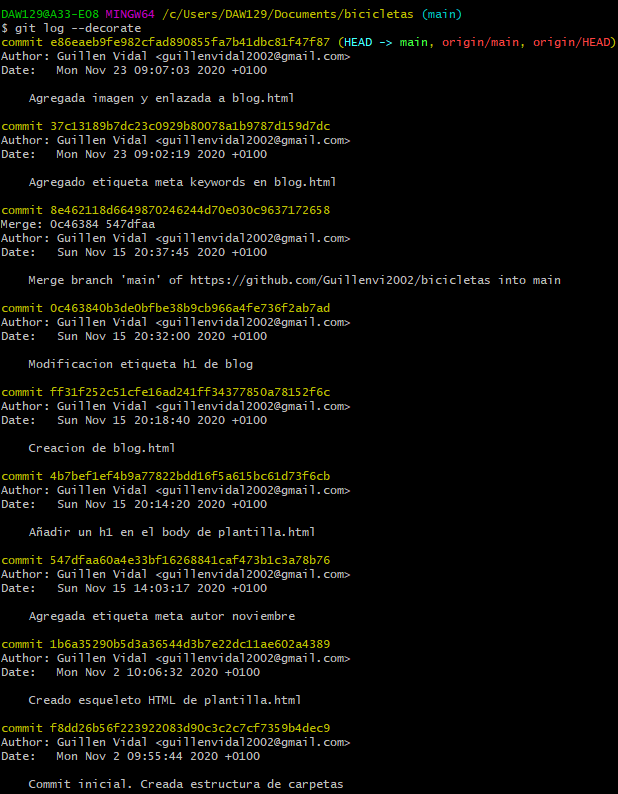 DAW129@A33-E08 MINGW64 /c/Users/DAW129/Documents/bicicletas (main)
$ git log --decorate
commit e86eaeb9fe982cfad890855fa7b41dbc81f47f87 (HEAD -> main, origin/main, origin/HEAD)
Author: Guillen Vidal <guillenvidal2002@gmail.com>
Date:   Mon Nov 23 09:07:03 2020 +0100
Agregada imagen y enlazada a blog.html
commit 37c13189b7dc23c0929b80078a1b9787d159d7dc
Author: Guillen Vidal <guillenvidal2002@gmail.com>
Date:   Mon Nov 23 09:02:19 2020 +0100
Agregado etiqueta meta keywords en blog.html
commit 8e462118d6649870246244d70e030c9637172658
Merge: 0c46384 547dfaa
Author: Guillen Vidal <guillenvidal2002@gmail.com>
Date:   Sun Nov 15 20:37:45 2020 +0100
Merge branch 'main' of https://github.com/Guillenvi2002/bicicletas into main
commit 0c463840b3de0bfbe38b9cb966a4fe736f2ab7ad
Author: Guillen Vidal <guillenvidal2002@gmail.com>
Date:   Sun Nov 15 20:32:00 2020 +0100
Modificacion etiqueta h1 de blog
commit ff31f252c51cfe16ad241ff34377850a78152f6c
Author: Guillen Vidal <guillenvidal2002@gmail.com>
Date:   Sun Nov 15 20:18:40 2020 +0100
Creacion de blog.html
commit 4b7bef1ef4b9a77822bdd16f5a615bc61d73f6cb
Author: Guillen Vidal <guillenvidal2002@gmail.com>
Date:   Sun Nov 15 20:14:20 2020 +0100
Añadir un h1 en el body de plantilla.html
commit 547dfaa60a4e33bf16268841caf473b1c3a78b76
Author: Guillen Vidal <guillenvidal2002@gmail.com>
Date:   Sun Nov 15 14:03:17 2020 +0100
Agregada etiqueta meta autor noviembre
commit 1b6a35290b5d3a36544d3b7e22dc11ae602a4389
Author: Guillen Vidal <guillenvidal2002@gmail.com>
Date:   Mon Nov 2 10:06:32 2020 +0100
Creado esqueleto HTML de plantilla.html
commit f8dd26b56f223922083d90c3c2c7cf7359b4dec9
Author: Guillen Vidal <guillenvidal2002@gmail.com>
Date:   Mon Nov 2 09:55:44 2020 +0100
Commit inicial. Creada estructura de carpetas